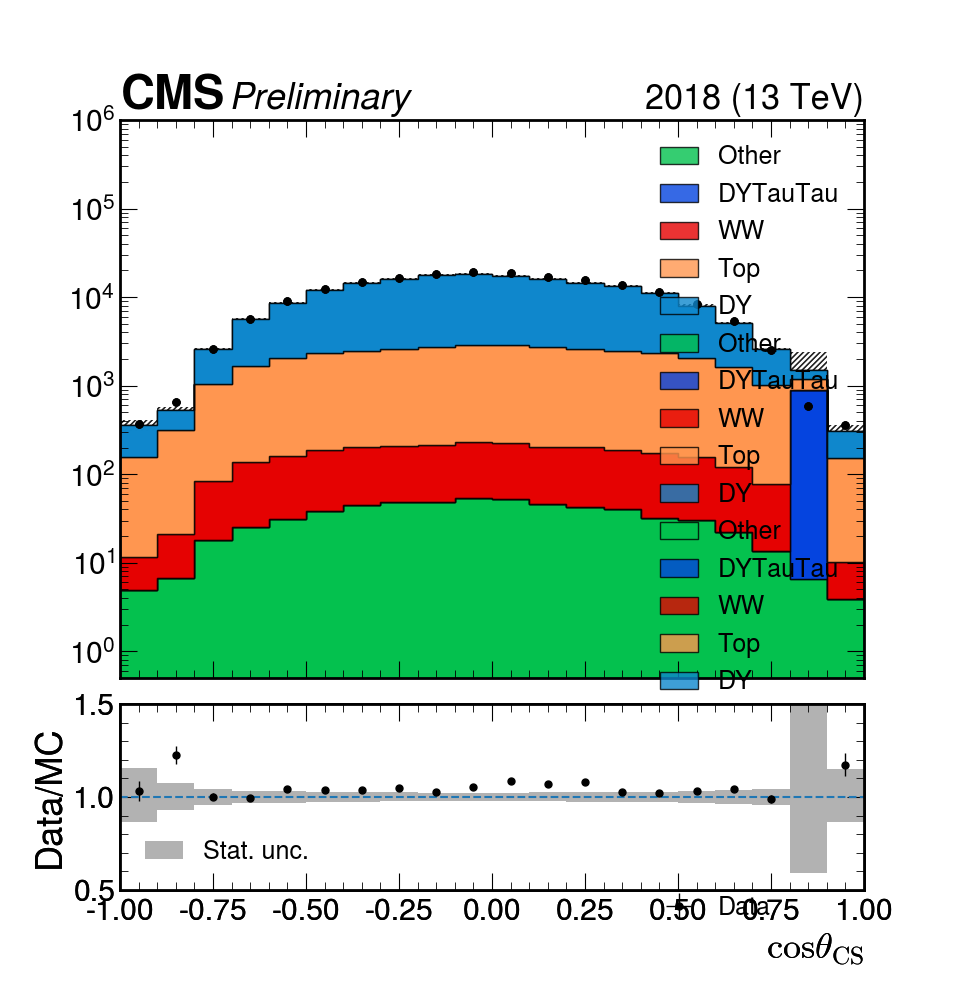 CMS Preliminary 2018 (13 TeV)
10^6
Other
DYTauTau
10^5
WW
Top
10^4
DY
Other
10^3
DYTauTau
WW
Top
10^2
DY
Other
10^1
DYTauTau
WW
Top
10^0
DY
1.5
Data/MC
1.0
Stat. unc.
0.5
Data
-1.00 -0.75 -0.50 -0.25 0.00 0.25 0.50 0.75 1.00
cosθ_CS